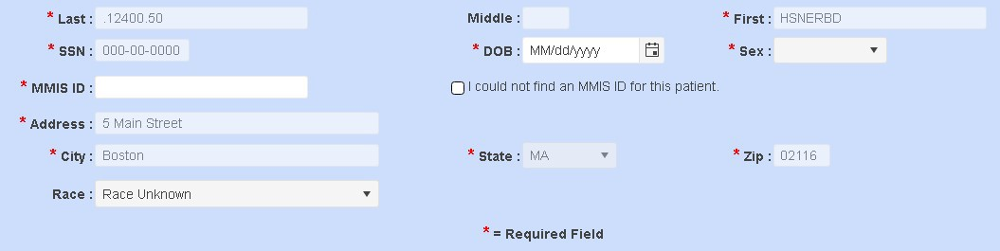 * Last : .12400.50 Middle : * First : HSNERBD
* SSN : 000-00-0000 * DOB : MM/dd/yyyy * Sex :
* MMIS ID : I could not find an MMIS ID for this patient.
* Address : 5 Main Street
* City : Boston * State : MA * Zip : 02116
Race : Race Unknown
* = Required Field